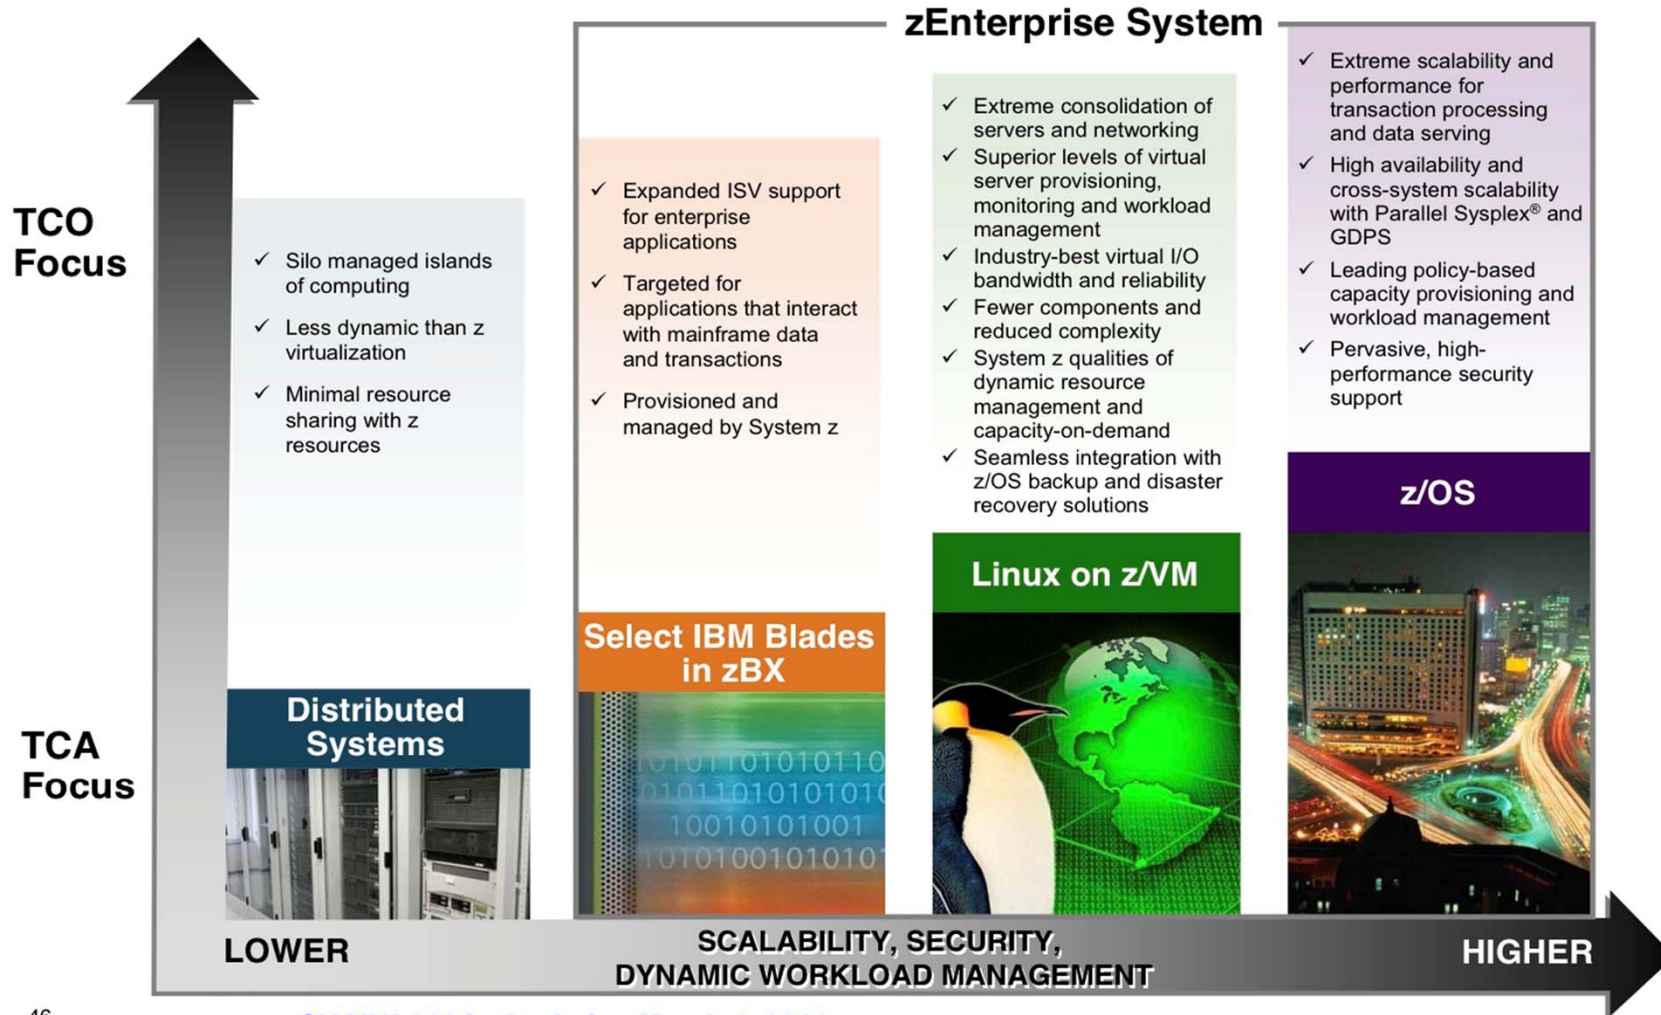 zEnterprise System
TCO
Focus
TCA
Focus
✓ Silo managed islands
of computing
✓ Less dynamic than z
virtualization
✓ Minimal resource
sharing with z
resources
Distributed
Systems
✓ Expanded ISV support
for enterprise
applications
✓ Targeted for
applications that interact
with mainframe data
and transactions
✓ Provisioned and
managed by System z
Select IBM Blades
in zBX
✓ Extreme consolidation of
servers and networking
✓ Superior levels of virtual
server provisioning,
monitoring and workload
management
✓ Industry-best virtual I/O
bandwidth and reliability
✓ Fewer components and
reduced complexity
✓ System z qualities of
dynamic resource
management and
capacity-on-demand
✓ Seamless integration with
z/OS backup and disaster
recovery solutions
Linux on z/VM
✓ Extreme scalability and
performance for
transaction processing
and data serving
✓ High availability and
cross-system scalability
with Parallel Sysplex® and
GDPS
✓ Leading policy-based
capacity provisioning and
workload management
✓ Pervasive, high-
performance security
support
z/OS
LOWER
SCALABILITY, SECURITY,
DYNAMIC WORKLOAD MANAGEMENT
HIGHER